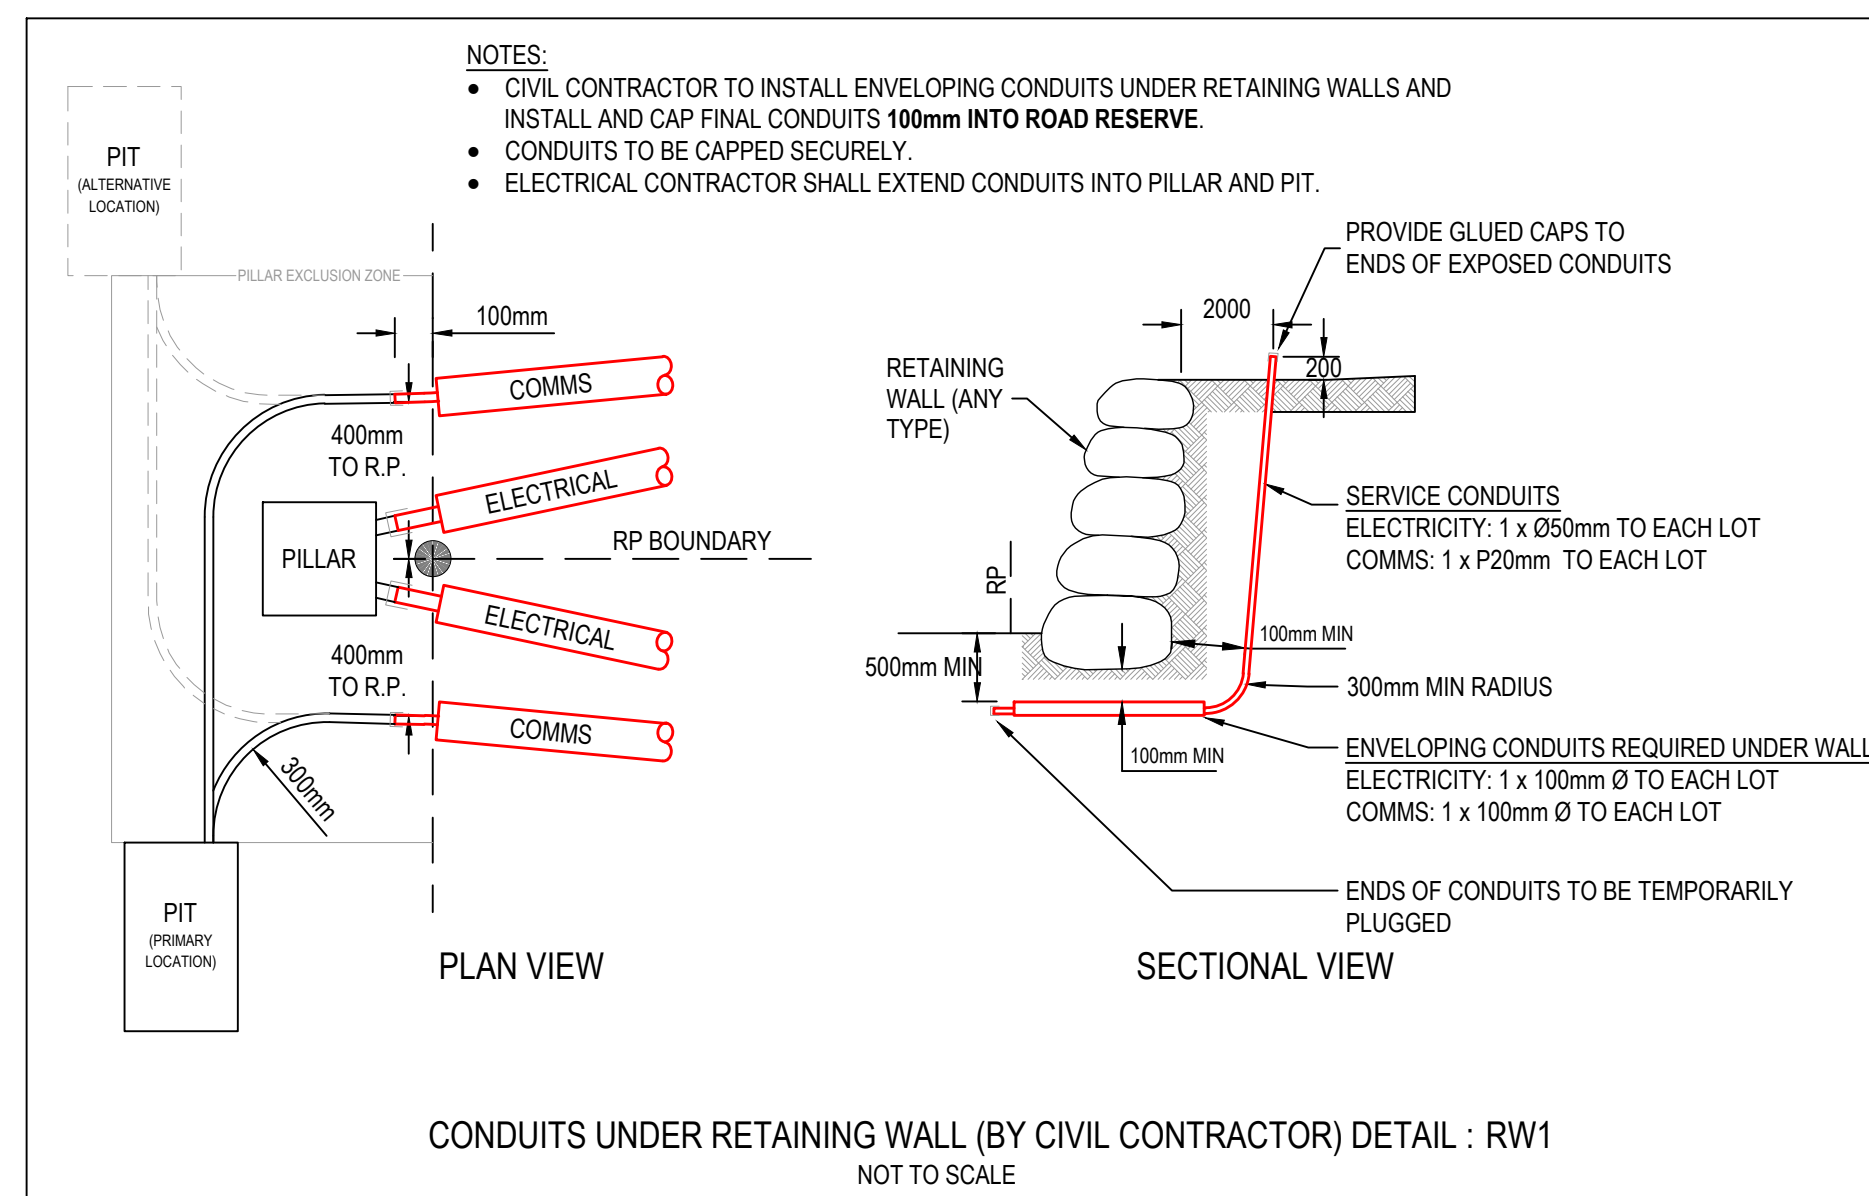 NOTES:
• CIVIL CONTRACTOR TO INSTALL ENVELOPING CONDUITS UNDER RETAINING WALLS AND
INSTALL AND CAP FINAL CONDUITS 100mm INTO ROAD RESERVE.
• CONDUITS TO BE CAPPED SECURELY.
• ELECTRICAL CONTRACTOR SHALL EXTEND CONDUITS INTO PILLAR AND PIT.
PIT
(ALTERNATIVE
LOCATION)
PILLAR EXCLUSION ZONE
100mm
COMMS
400mm
TO R.P.
ELECTRICAL
PILLAR
RP BOUNDARY
ELECTRICAL
400mm
TO R.P.
COMMS
300mm
PIT
(PRIMARY
LOCATION)
PLAN VIEW
PROVIDE GLUED CAPS TO
ENDS OF EXPOSED CONDUITS
2000
200
RETAINING
WALL (ANY
TYPE)
SERVICE CONDUITS
ELECTRICITY: 1 x Ø50mm TO EACH LOT
COMMS: 1 x P20mm TO EACH LOT
RP
100mm MIN
500mm MIN
300mm MIN RADIUS
100mm MIN
ENVELOPING CONDUITS REQUIRED UNDER WALL
ELECTRICITY: 1 x 100mm Ø TO EACH LOT
COMMS: 1 x 100mm Ø TO EACH LOT
ENDS OF CONDUITS TO BE TEMPORARILY
PLUGGED
SECTIONAL VIEW
CONDUITS UNDER RETAINING WALL (BY CIVIL CONTRACTOR) DETAIL : RW1
NOT TO SCALE